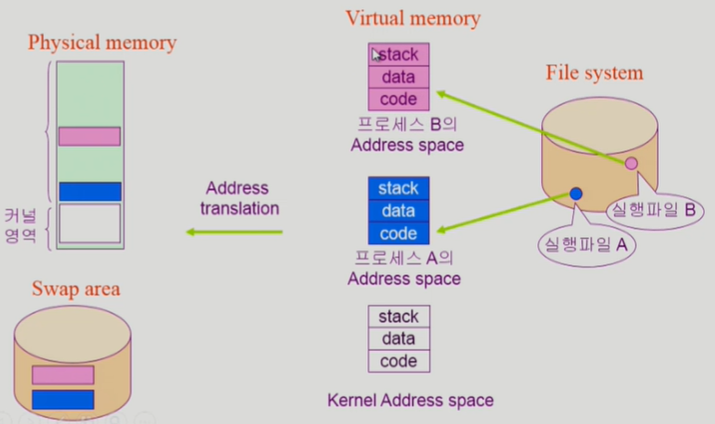 Virtual memory
Physical memory
File system
stack
data
code
프로세스 B의
Address space
Address
translation
stack
data
code
프로세스 A의
Address space
커널
영역
실행파일 B
실행파일 A
Swap area
stack
data
code
Kernel Address space